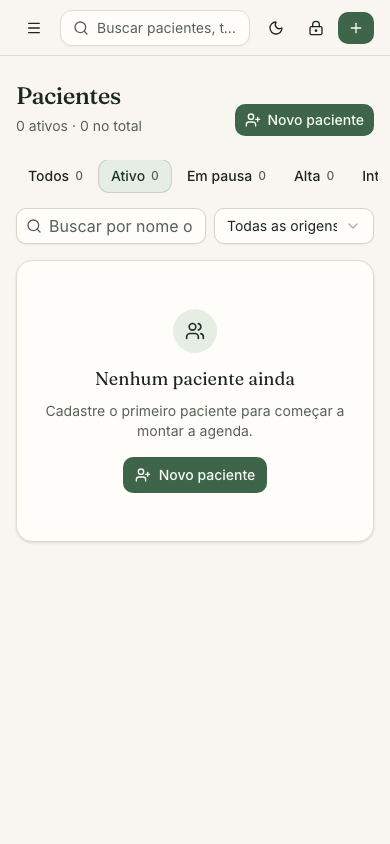 Buscar pacientes, t...
Pacientes
0 ativos · 0 no total
Novo paciente
Todos 0 Ativo 0 Em pausa 0 Alta 0 Int
Buscar por nome o
Todas as origens
Nenhum paciente ainda
Cadastre o primeiro paciente para começar a
montar a agenda.
Novo paciente